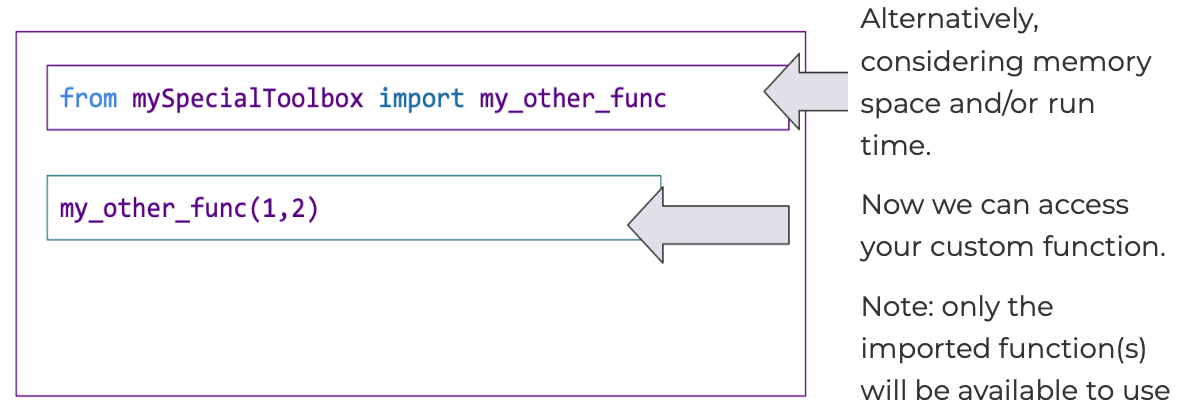 from mySpecialToolbox import my_other_func
my_other_func(1,2)
Alternatively,
considering memory
space and/or run
time.
Now we can access
your custom function.
Note: only the
imported function(s)
will be available to use